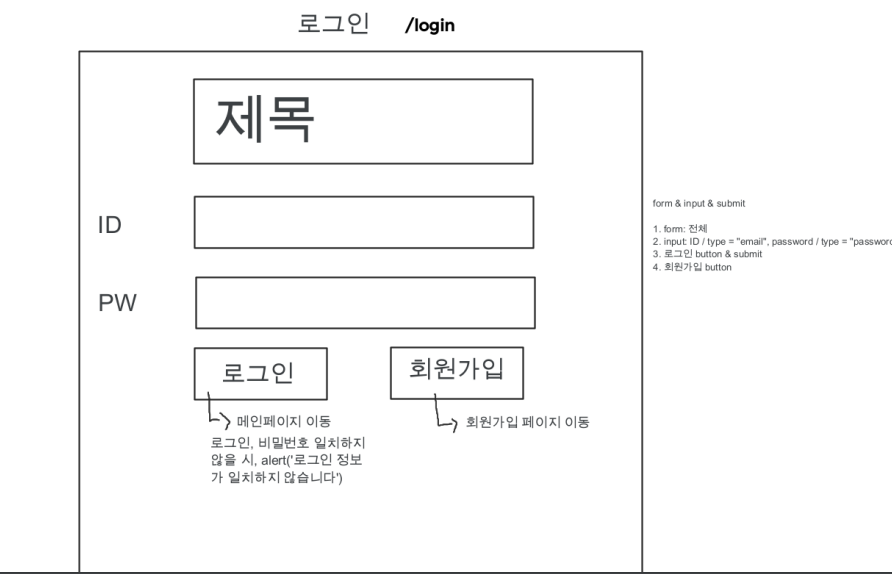 로그인 /login
제목
ID
PW
로그인
회원가입
메인페이지 이동
로그인, 비밀번호 일치하지
않을 시, alert('로그인 정보
가 일치하지 않습니다')
회원가입 페이지 이동
form & input & submit
1. form: 전체
2. input: ID / type = "email", password / type = "password
3. 로그인 button & submit
4. 회원가입 button